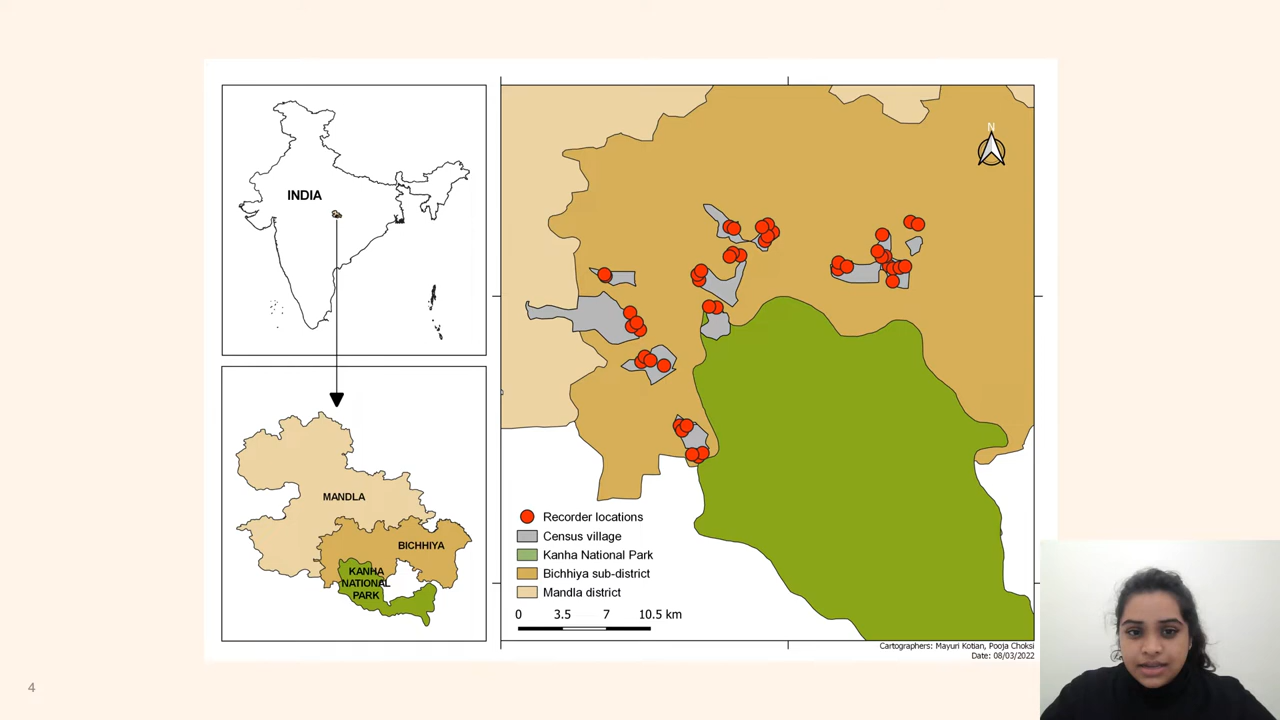 INDIA
MANDLA
BICHHIYA
KANHA
NATIONAL
PARK
N
Recorder locations
Census village
Kanha National Park
Bichhiya sub-district
Mandla district
0 3.5 7 10.5 km
Cartographers: Mayuri Kotian, Pooja Choksi
Date: 08/03/2022
4